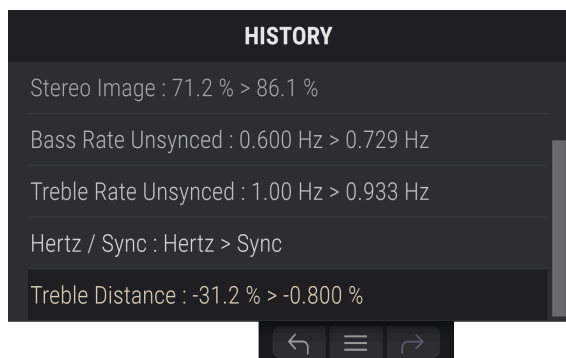 HISTORY
Stereo Image : 71.2 % > 86.1 %
Bass Rate Unsynced : 0.600 Hz > 0.729 Hz
Treble Rate Unsynced : 1.00 Hz > 0.933 Hz
Hertz / Sync : Hertz > Sync
Treble Distance : -31.2 % > -0.800 %